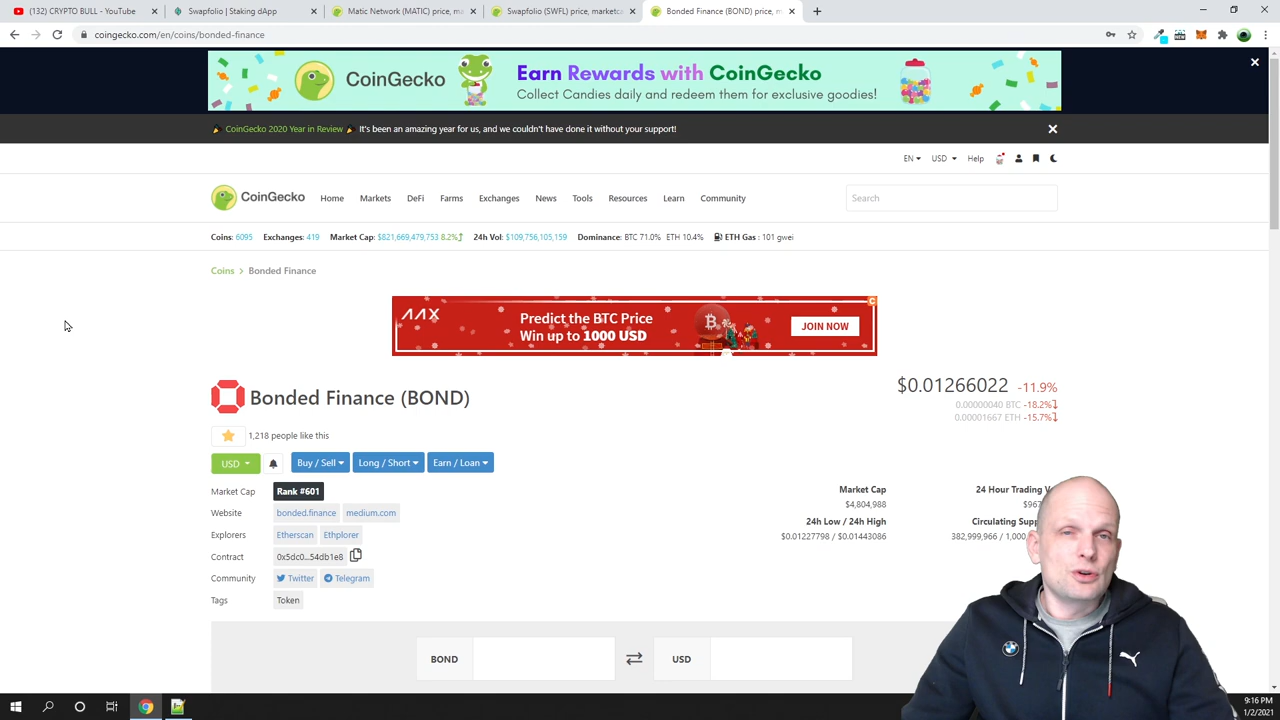 (132) CRYPTO BULL - YouTube
Swapfolio | Staking dApp
Matic Network (MATIC) price, ma
Swapfolio (SWFL) price, marketca
Bonded Finance (BOND) price, m
coingecko.com/en/coins/bonded-finance
CoinGecko
Earn Rewards with CoinGecko
Collect Candies daily and redeem them for exclusive goodies!
CoinGecko 2020 Year in Review It's been an amazing year for us, and we couldn't have done it without your support!
EN USD Help
CoinGecko Home Markets DeFi Farms Exchanges News Tools Resources Learn Community Search
Coins: 6095 Exchanges: 419 Market Cap: $821,669,479,753 8.2% 24h Vol: $109,756,105,159 Dominance: BTC 71.0% ETH 10.4% ETH Gas : 101 gwei
Coins > Bonded Finance
AAX
Predict the BTC Price
Win up to 1000 USD
JOIN NOW
Bonded Finance (BOND)
$0.01266022 -11.9%
0.00000040 BTC -18.2%
0.00001667 ETH -15.7%
1,218 people like this
USD Buy / Sell Long / Short Earn / Loan
Market Cap Rank #601
Website bonded.finance medium.com
Explorers Etherscan Ethplorer
Contract 0x5dc0...54db1e8
Community Twitter Telegram
Tags Token
Market Cap
$4,804,988
24h Low / 24h High
$0.01227798 / $0.01443086
24 Hour Trading V
$967
Circulating Supp
382,999,966 / 1,000,
BOND USD
PUMA
BMW
9:16 PM
1/2/2021